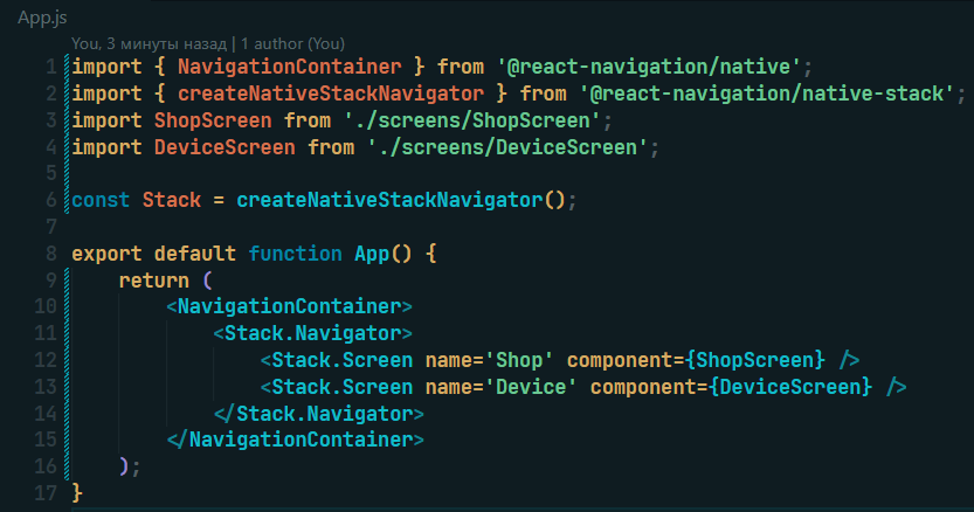 App.js
You, 3 минуты назад | 1 author (You)
1 import { NavigationContainer } from '@react-navigation/native';
2 import { createNativeStackNavigator } from '@react-navigation/native-stack';
3 import ShopScreen from './screens/ShopScreen';
4 import DeviceScreen from './screens/DeviceScreen';
5
6 const Stack = createNativeStackNavigator();
7
8 export default function App() {
9     return (
10         <NavigationContainer>
11             <Stack.Navigator>
12                 <Stack.Screen name='Shop' component={ShopScreen} />
13                 <Stack.Screen name='Device' component={DeviceScreen} />
14             </Stack.Navigator>
15         </NavigationContainer>
16     );
17 }